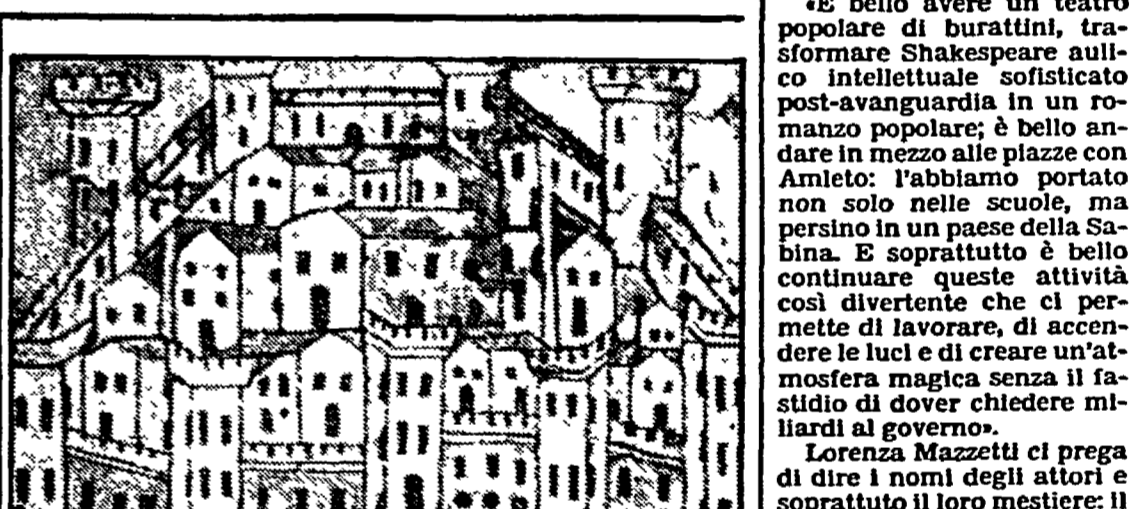 «È bello avere un teatro
popolare di burattini, tra-
sformare Shakespeare auli-
co intellettuale sofisticato
post-avanguardia in un ro-
manzo popolare; è bello an-
dare in mezzo alle piazze con
Amleto: l'abbiamo portato
non solo nelle scuole, ma
persino in un paese della Sa-
bina. E soprattutto è bello
continuare queste attività
così divertente che ci per-
mette di lavorare, di accen-
dere le luci e di creare un'at-
mosfera magica senza il fa-
stidio di dover chiedere mi-
liardi al governo».
Lorenza Mazzetti ci prega
di dire i nomi degli attori e
soprattuto il loro mestiere: il